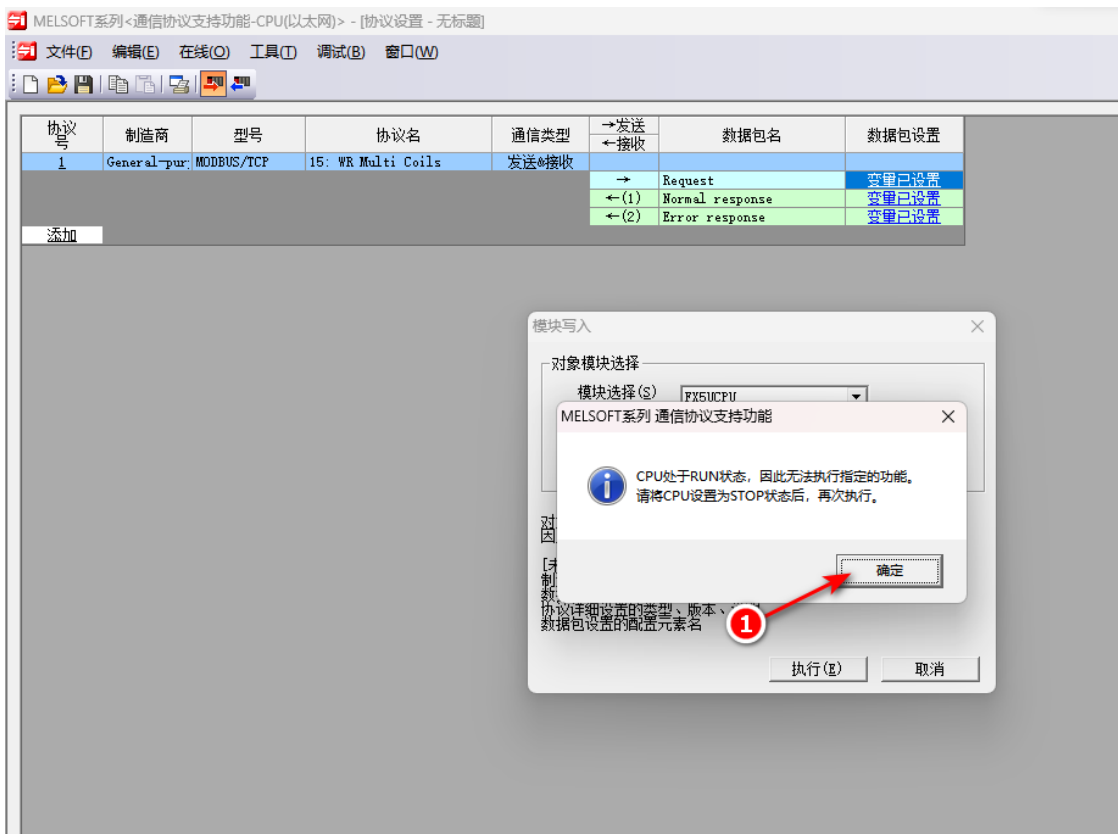 MELSOFT系列<通信协议支持功能-CPU(以太网)> - [协议设置 - 无标题]
文件(F) 编辑(E) 在线(O) 工具(T) 调试(B) 窗口(W)
协议号 制造商 型号 协议名 通信类型 →发送 ←接收 数据包名 数据包设置
1 General-pur: MODBUS/TCP 15: WR Multi Coils 发送&接收
→ Request 变量已设置
←(1) Normal response 变量已设置
←(2) Error response 变量已设置
添加
模块写入
对象模块选择
模块选择(S) FX5UCPU
MELSOFT系列 通信协议支持功能
CPU处于RUN状态，因此无法执行指定的功能。
请将CPU设置为STOP状态后，再次执行。
确定
对
因
[未
制
数
协议详细设置的类型、版本、
数据包设置的配置元素名
1
执行(E) 取消